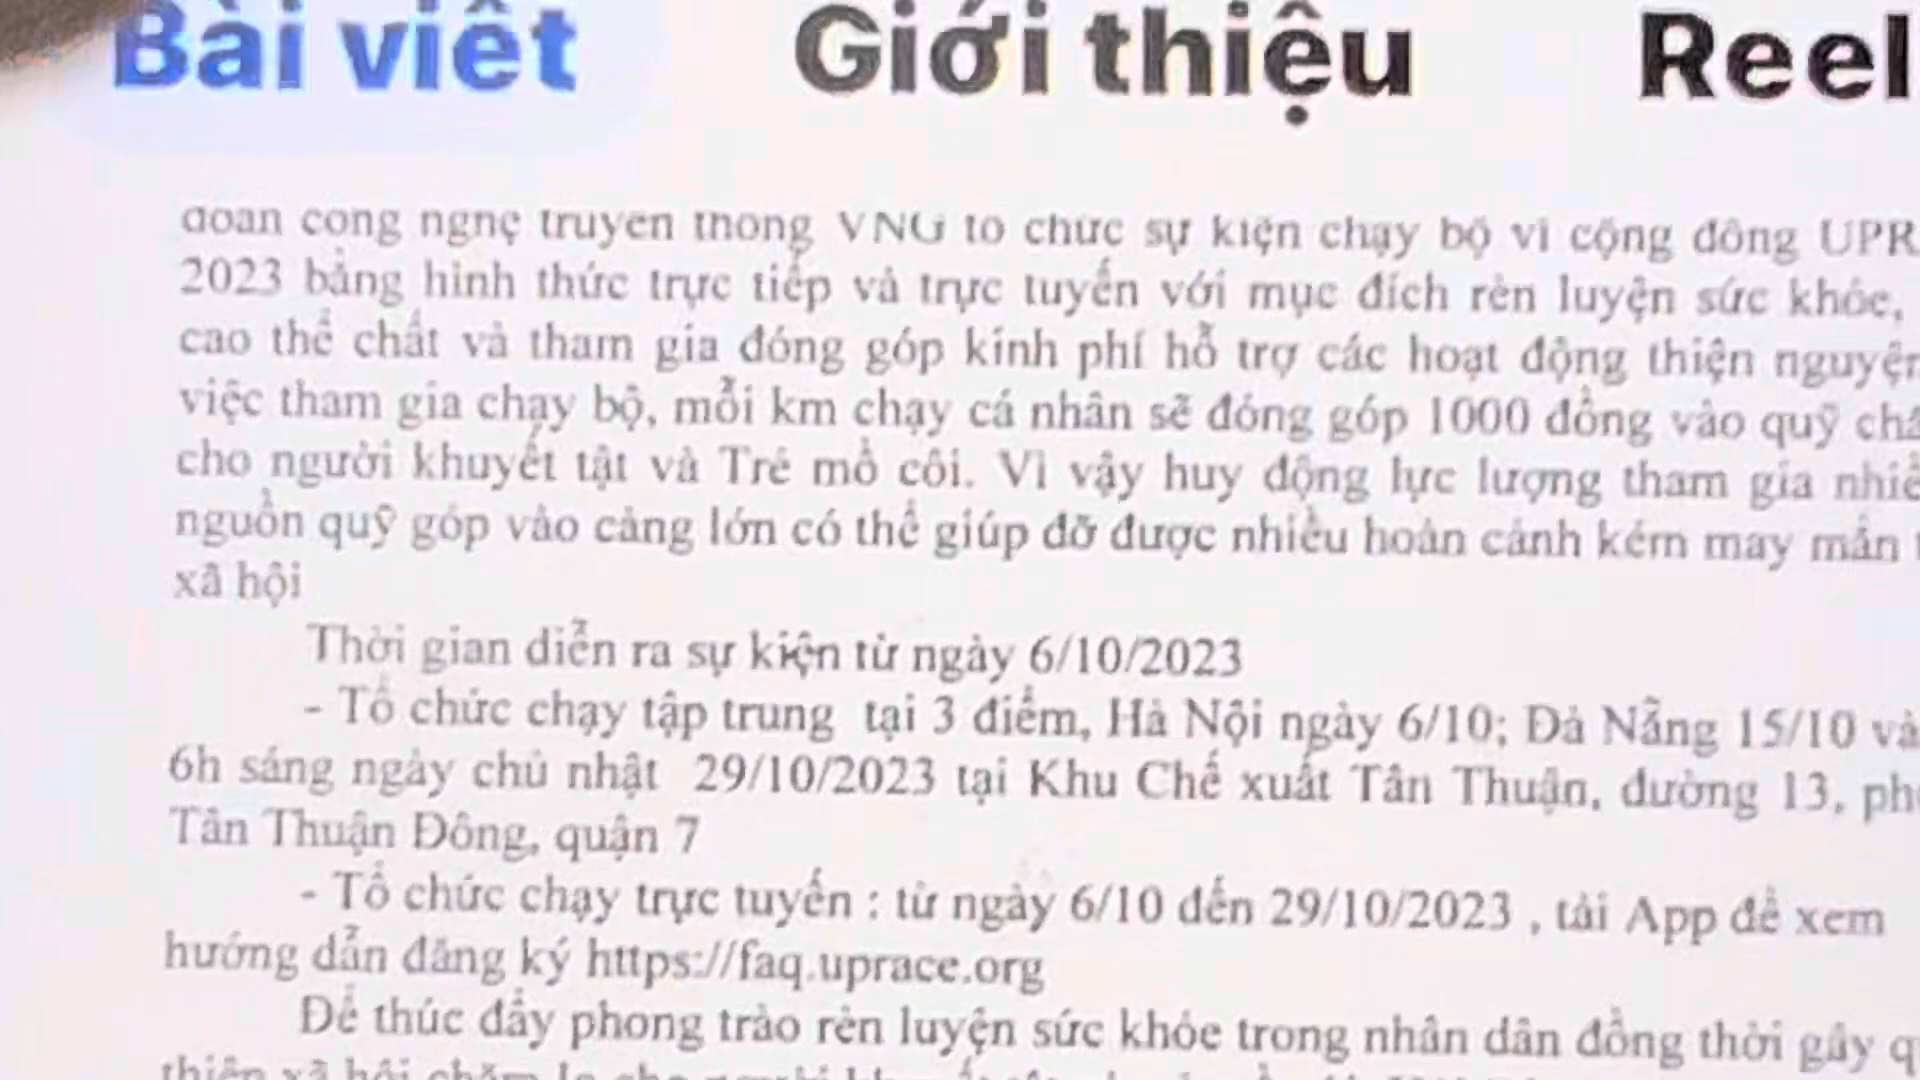 Bài viết Giới thiệu Reel
đoàn công nghệ truyền thông VNG tổ chức sự kiện chạy bộ vì cộng đồng UPR
2023 bằng hình thức trực tiếp và trực tuyến với mục đích rèn luyện sức khỏe,
cao thể chất và tham gia đóng góp kinh phí hỗ trợ các hoạt động thiện nguyện
việc tham gia chạy bộ, mỗi km chạy cá nhân sẽ đóng góp 1000 đồng vào quỹ
cho người khuyết tật và Trẻ mồ côi. Vì vậy huy động lực lượng tham gia
nguồn quỹ góp vào càng lớn có thể giúp đỡ được nhiều hoàn cảnh kém may mắn
xã hội
Thời gian diễn ra sự kiện từ ngày 6/10/2023
- Tổ chức chạy tập trung tại 3 điểm, Hà Nội ngày 6/10; Đà Nẵng 15/10 và
6h sáng ngày chủ nhật 29/10/2023 tại Khu Chế xuất Tân Thuận, đường 13,
Tân Thuận Đông, quận 7
- Tổ chức chạy trực tuyến : từ ngày 6/10 đến 29/10/2023 , tải App để xem
hướng dẫn đăng ký https://faq.uprace.org
Để thúc đẩy phong trào rèn luyện sức khỏe trong nhân dân đồng thời gây